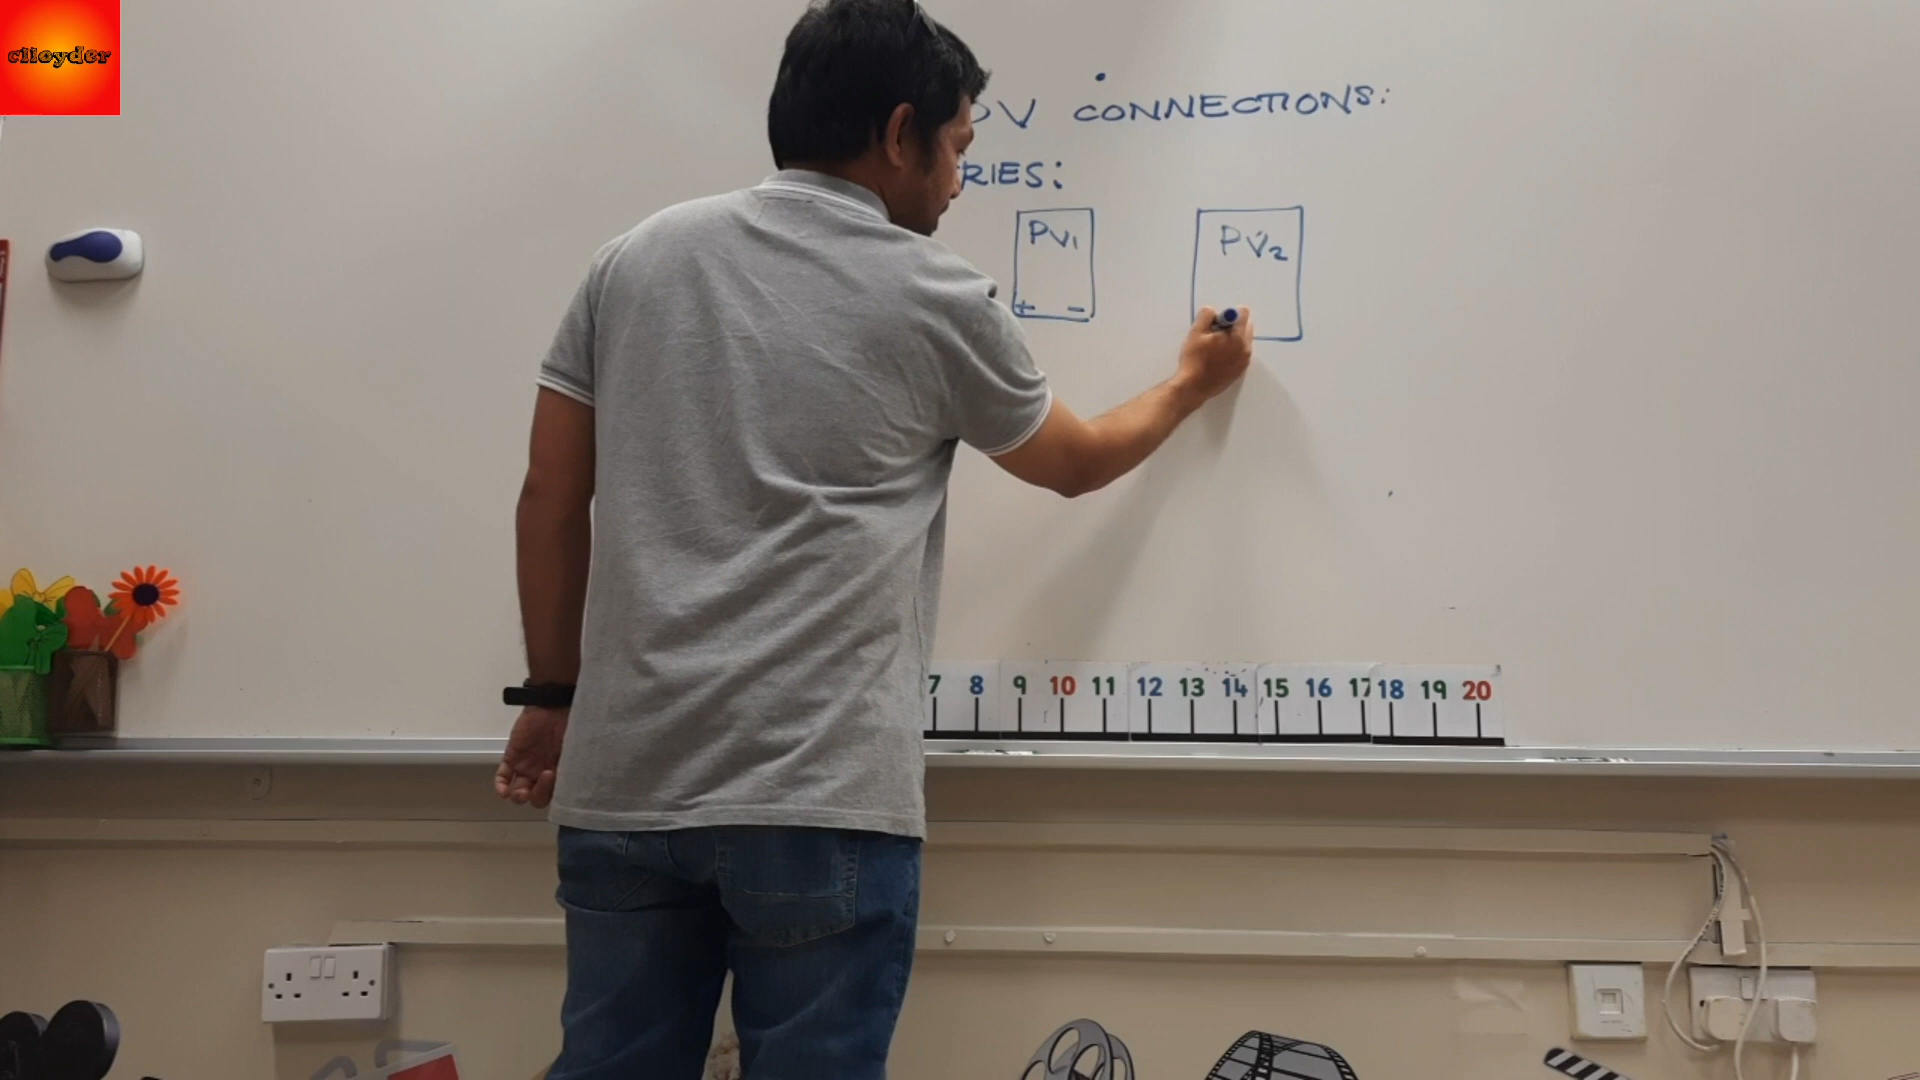 ciloyder
PV CONNECTIONS:
RIES:
PV1 PV2
+ -
7 8 9 10 11 12 13 14 15 16 17 18 19 20